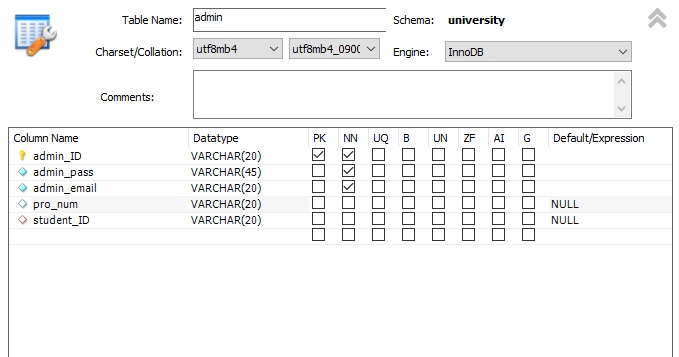 Table Name: admin Schema: university
Charset/Collation: utf8mb4 utf8mb4_090( Engine: InnoDB
Comments:
Column Name Datatype PK NN UQ B UN ZF AI G Default/Expression
admin_ID VARCHAR(20)
admin_pass VARCHAR(45)
admin_email VARCHAR(20)
pro_num VARCHAR(20) NULL
student_ID VARCHAR(20) NULL